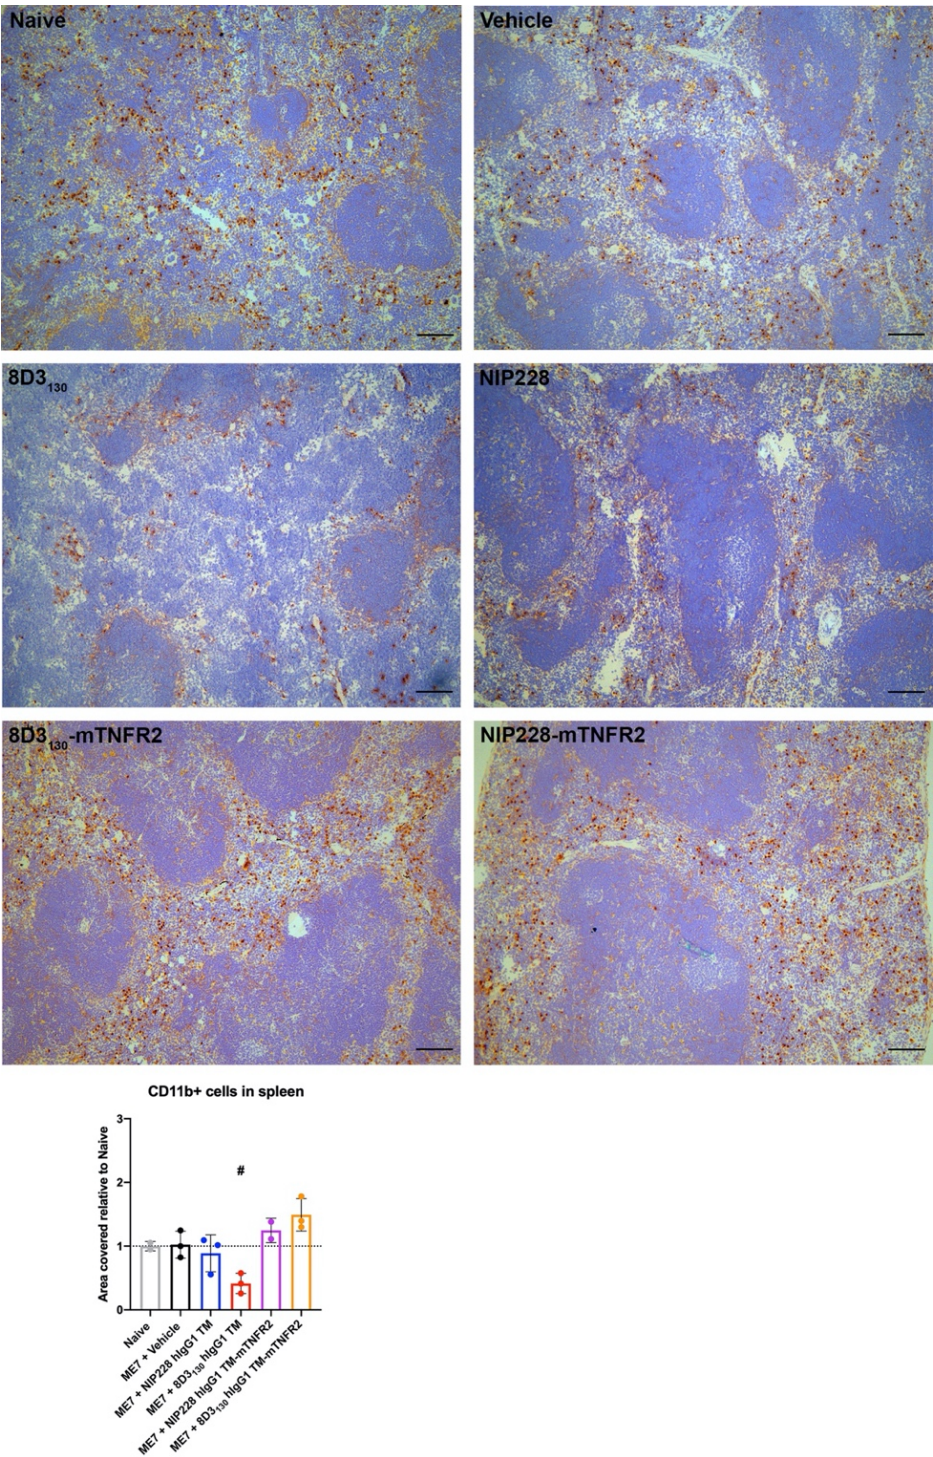 Naive
Vehicle
8D3130
NIP228
8D3130-mTNFR2
NIP228-mTNFR2
CD11b+ cells in spleen
Area covered relative to Naive
3
2
1
0
#
Naive
ME7 + Vehicle
ME7 + NIP228 hIgG1 TM
ME7 + 8D3130 hIgG1 TM
ME7 + NIP228 hIgG1 TM-mTNFR2
ME7 + 8D3130 hIgG1 TM-mTNFR2